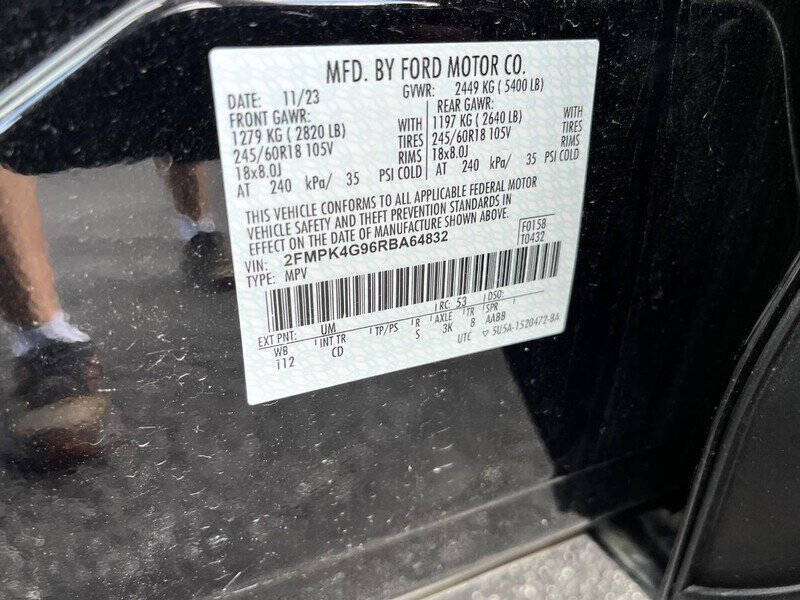 MFD. BY FORD MOTOR CO.
DATE: 11/23 GVWR: 2449 KG ( 5400 LB)
FRONT GAWR: REAR GAWR:
1279 KG ( 2820 LB) WITH 1197 KG ( 2640 LB) WITH
245/60R18 105V TIRES 245/60R18 105V TIRES
18x8.0J RIMS 18x8.0J RIMS
AT 240 kPa/ 35 PSI COLD AT 240 kPa/ 35 PSI COLD
THIS VEHICLE CONFORMS TO ALL APPLICABLE FEDERAL MOTOR
VEHICLE SAFETY AND THEFT PREVENTION STANDARDS IN
EFFECT ON THE DATE OF MANUFACTURE SHOWN ABOVE.
VIN: 2FMPK4G96RBA64832 F0158
TYPE: MPV T0432
EXT PNT: UM RC: 53 DSO:
WB INT TR TP/PS R AXLE TR SPR
112 CD S 3K 8 AABB
UTC ▽ 5U5A-1520472-BA